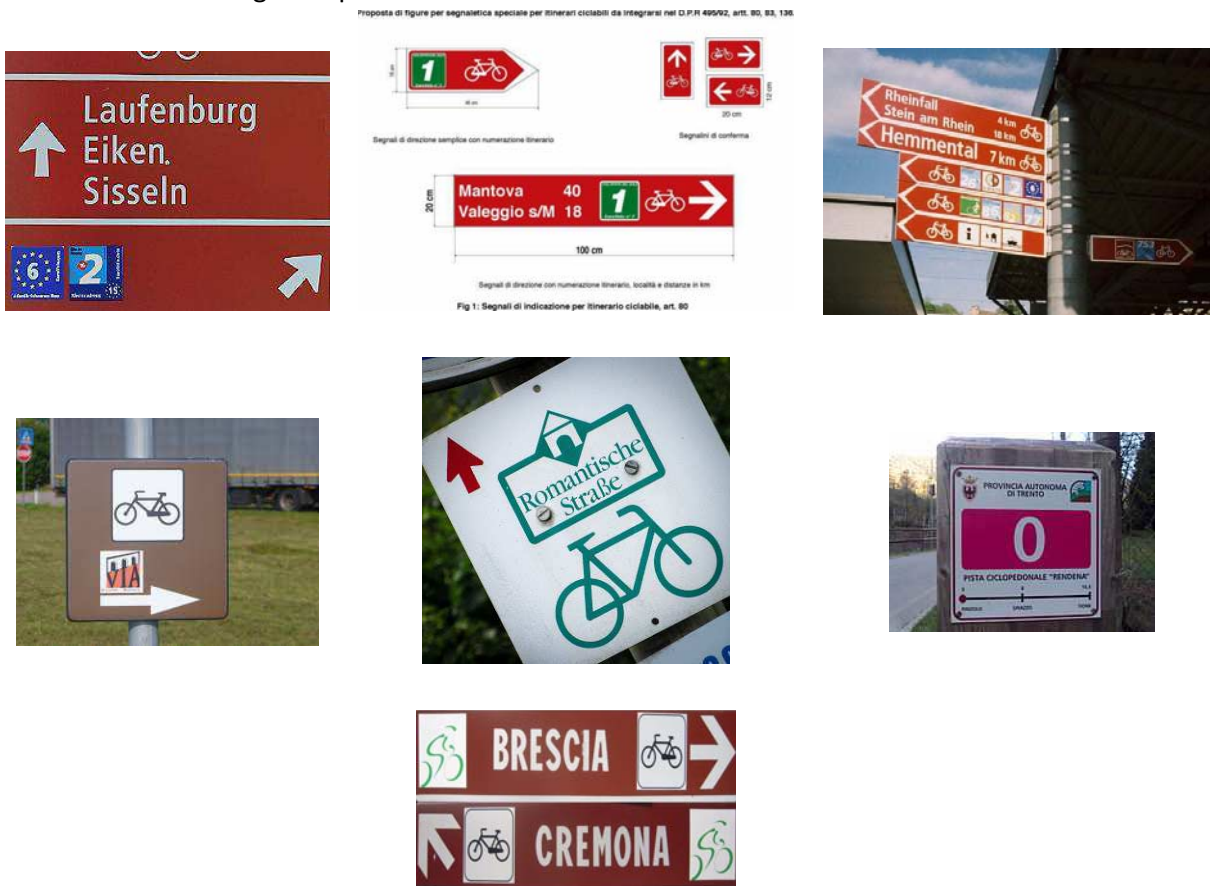 Proposta di figure per segnaletica speciale per itinerari ciclabili da integrarsi nel D.P.R 495/92, artt. 80, 83, 136.
Laufenburg
Eiken.
Sisseln
6
2
15
1
20 cm
12 cm
Segnali di direzione semplice con numerazione itinerario
Segnalini di conferma
20 cm
Mantova 40
Valeggio s/M 18
1
100 cm
Segnali di direzione con numerazione itinerario, località e distanze in km
Fig 1: Segnali di indicazione per itinerario ciclabile, art. 80
Rheinfall 4 km
Stein am Rhein 18 km
Hemmental 7 km
VIA
Romantische
Straße
PROVINCIA AUTONOMA
DI TRENTO
0
PISTA CICLOPEDONALE "RENDENA"
SPIAZZO
BRESCIA
CREMONA